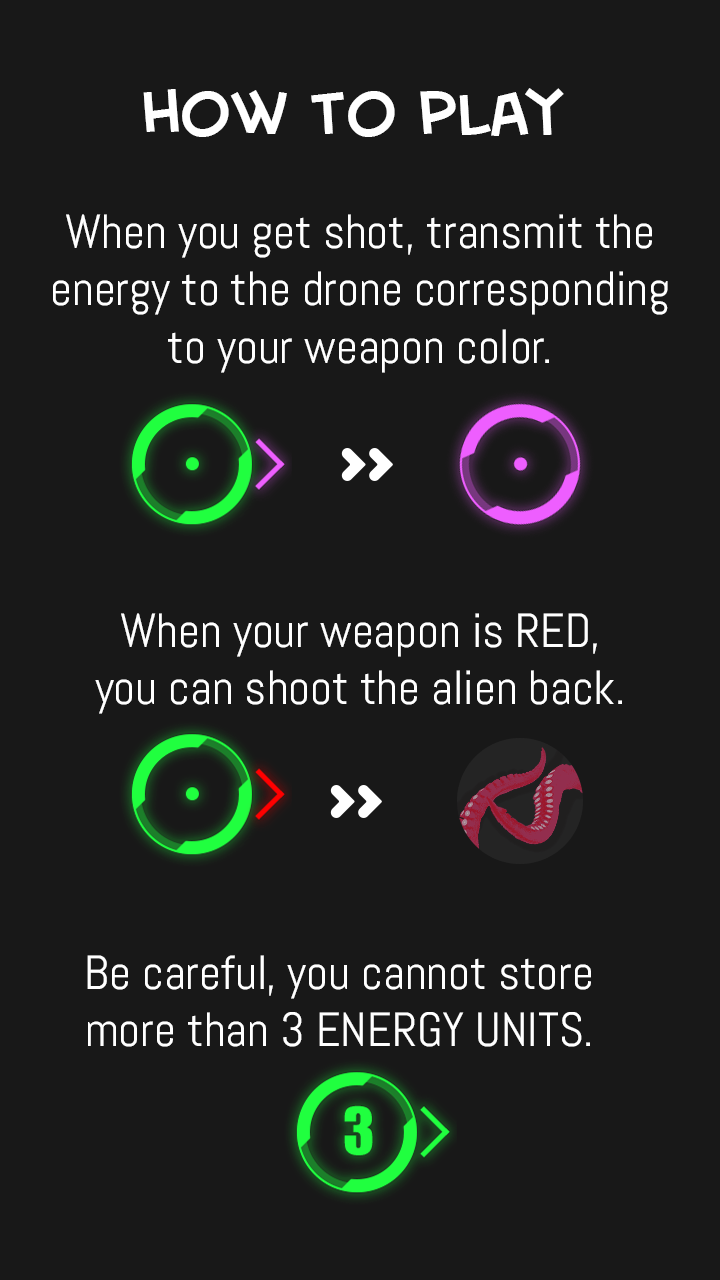 HOW TO PLAY
When you get shot, transmit the
energy to the drone corresponding
to your weapon color.
When your weapon is RED,
you can shoot the alien back.
Be careful, you cannot store
more than 3 ENERGY UNITS.
3